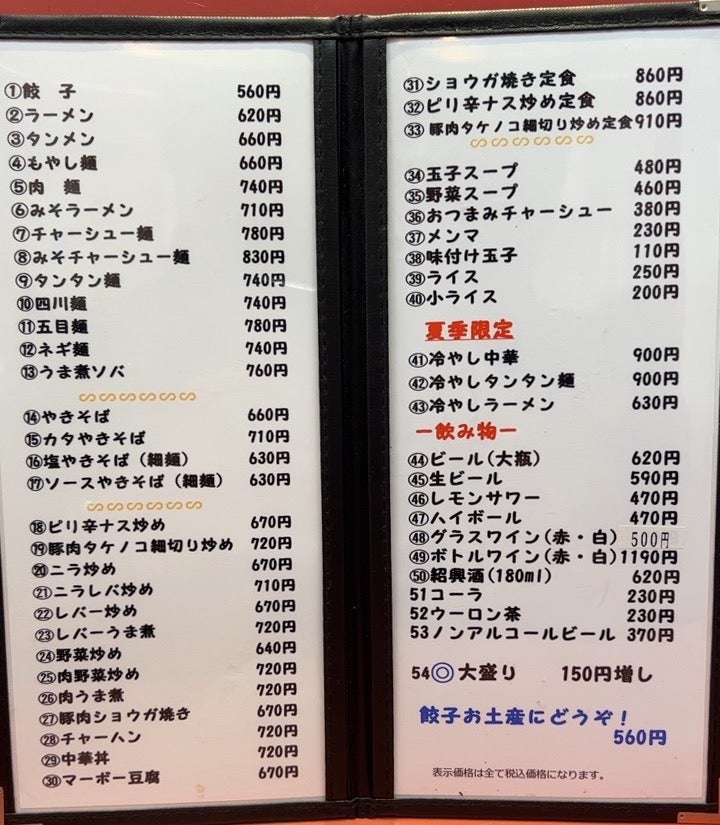 ①餃 子 560円
②ラーメン 620円
③タンメン 660円
④もやし麺 660円
⑤肉 麺 740円
⑥みそラーメン 710円
⑦チャーシュー麺 780円
⑧みそチャーシュー麺 830円
⑨タンタン麺 740円
⑩四川麺 740円
⑪五目麺 780円
⑫ネギ麺 740円
⑬うま煮ソバ 760円
⑭やきそば 660円
⑮カタやきそば 710円
⑯塩やきそば（細麺） 630円
⑰ソースやきそば（細麺） 630円
⑱ピリ辛ナス炒め 670円
⑲豚肉タケノコ細切り炒め 720円
⑳ニラ炒め 670円
㉑ニラレバ炒め 710円
㉒レバー炒め 670円
㉓レバーうま煮 720円
㉔野菜炒め 640円
㉕肉野菜炒め 720円
㉖肉うま煮 720円
㉗豚肉ショウガ焼き 670円
㉘チャーハン 720円
㉙中華丼 720円
㉚マーボー豆腐 670円
㉛ショウガ焼き定食 860円
㉜ピリ辛ナス炒め定食 860円
㉝豚肉タケノコ細切り炒め定食 910円
㉞玉子スープ 480円
㉟野菜スープ 460円
㊱おつまみチャーシュー 380円
㊲メンマ 230円
㊳味付け玉子 110円
㊴ライス 250円
㊵小ライス 200円
夏季限定
㊶冷やし中華 900円
㊷冷やしタンタン麺 900円
㊸冷やしラーメン 630円
ー飲み物ー
㊹ビール（大瓶） 620円
㊺生ビール 590円
㊻レモンサワー 470円
㊼ハイボール 470円
㊽グラスワイン（赤・白） 500円
㊾ボトルワイン（赤・白）1190円
㊿紹興酒（180ml） 620円
51コーラ 230円
52ウーロン茶 230円
53ノンアルコールビール 370円
54◎大盛り 150円増し
餃子お土産にどうぞ！
560円
表示価格は全て税込価格になります。